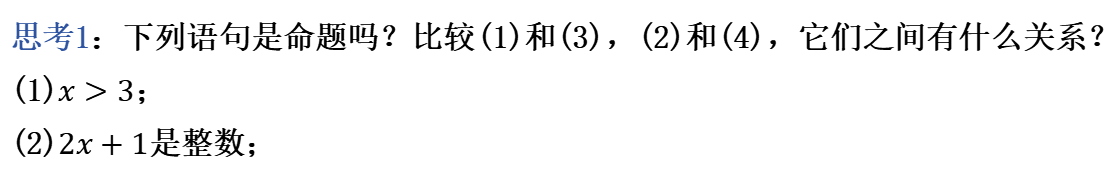 思考1：下列语句是命题吗？比较(1)和(3)，(2)和(4)，它们之间有什么关系？
(1)x > 3；
(2)2x + 1是整数；